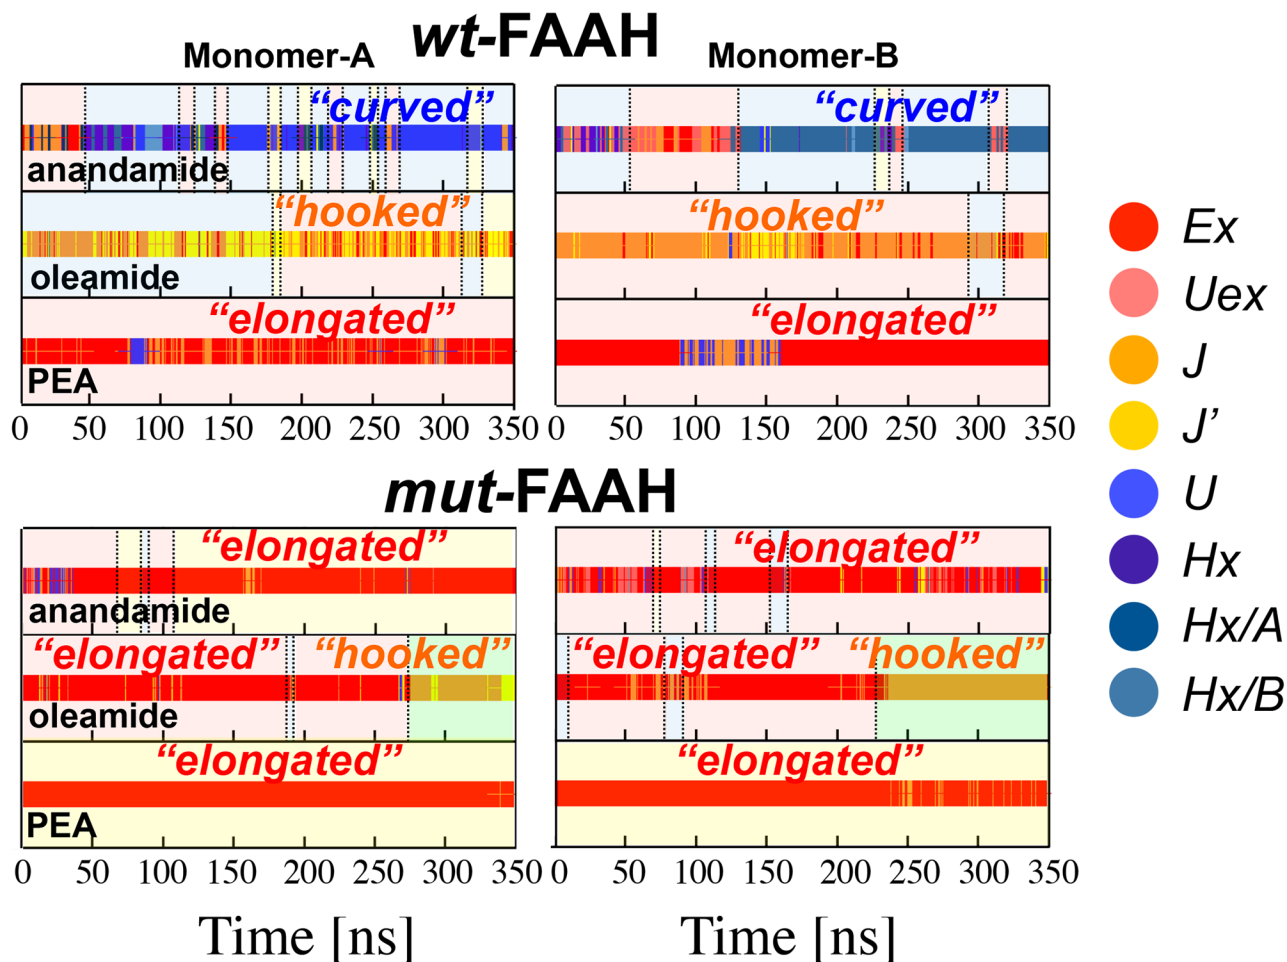 wt-FAAH
Monomer-A
Monomer-B
“curved”
anandamide
“curved”
“hooked”
oleamide
“hooked”
“elongated”
PEA
“elongated”
0 50 100 150 200 250 300 350
0 50 100 150 200 250 300 350
mut-FAAH
“elongated”
anandamide
“elongated”
“elongated” “hooked”
oleamide
“elongated” “hooked”
“elongated”
PEA
“elongated”
0 50 100 150 200 250 300 350
0 50 100 150 200 250 300 350
Time [ns]
Time [ns]
Ex
Uex
J
J’
U
Hx
Hx/A
Hx/B